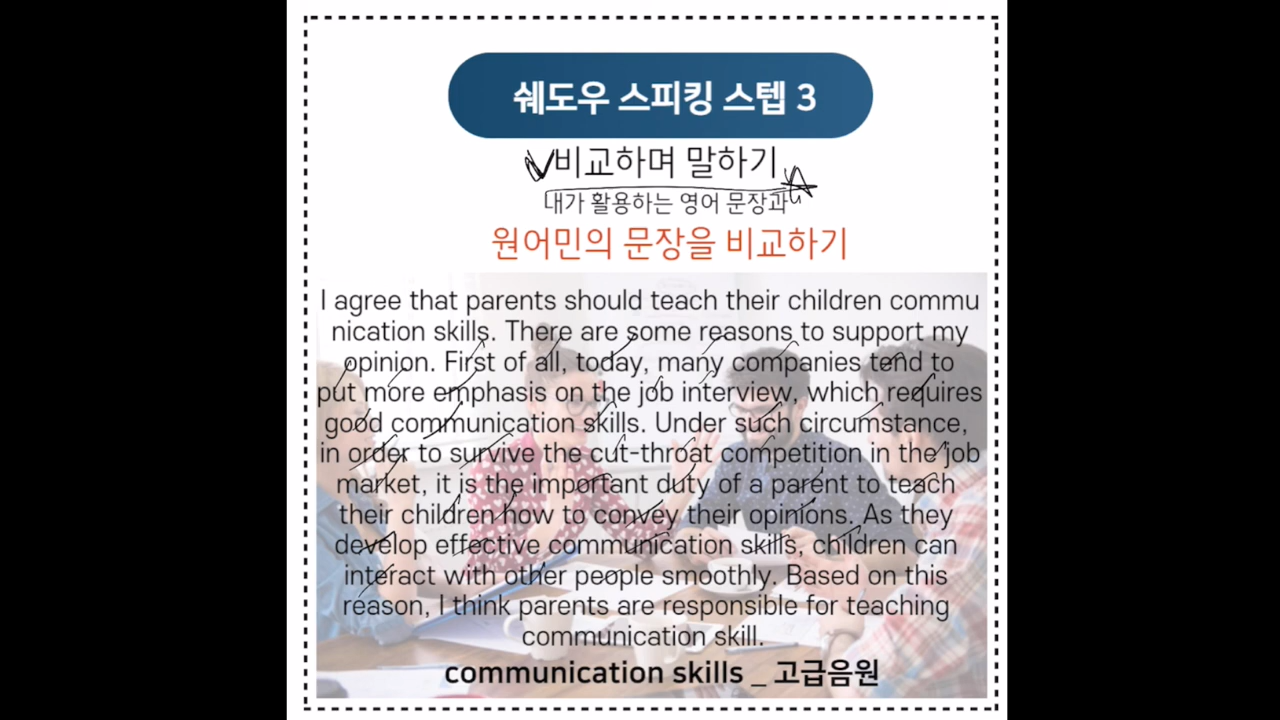 쉐도우 스피킹 스텝 3
비교하며 말하기
내가 활용하는 영어 문장과
원어민의 문장을 비교하기
I agree that parents should teach their children commu
nication skills. There are some reasons to support my
opinion. First of all, today, many companies tend to
put more emphasis on the job interview, which requires
good communication skills. Under such circumstance,
in order to survive the cut-throat competition in the job
market, it is the important duty of a parent to teach
their children how to convey their opinions. As they
develop effective communication skills, children can
interact with other people smoothly. Based on this
reason, I think parents are responsible for teaching
communication skill.
communication skills _ 고급음원